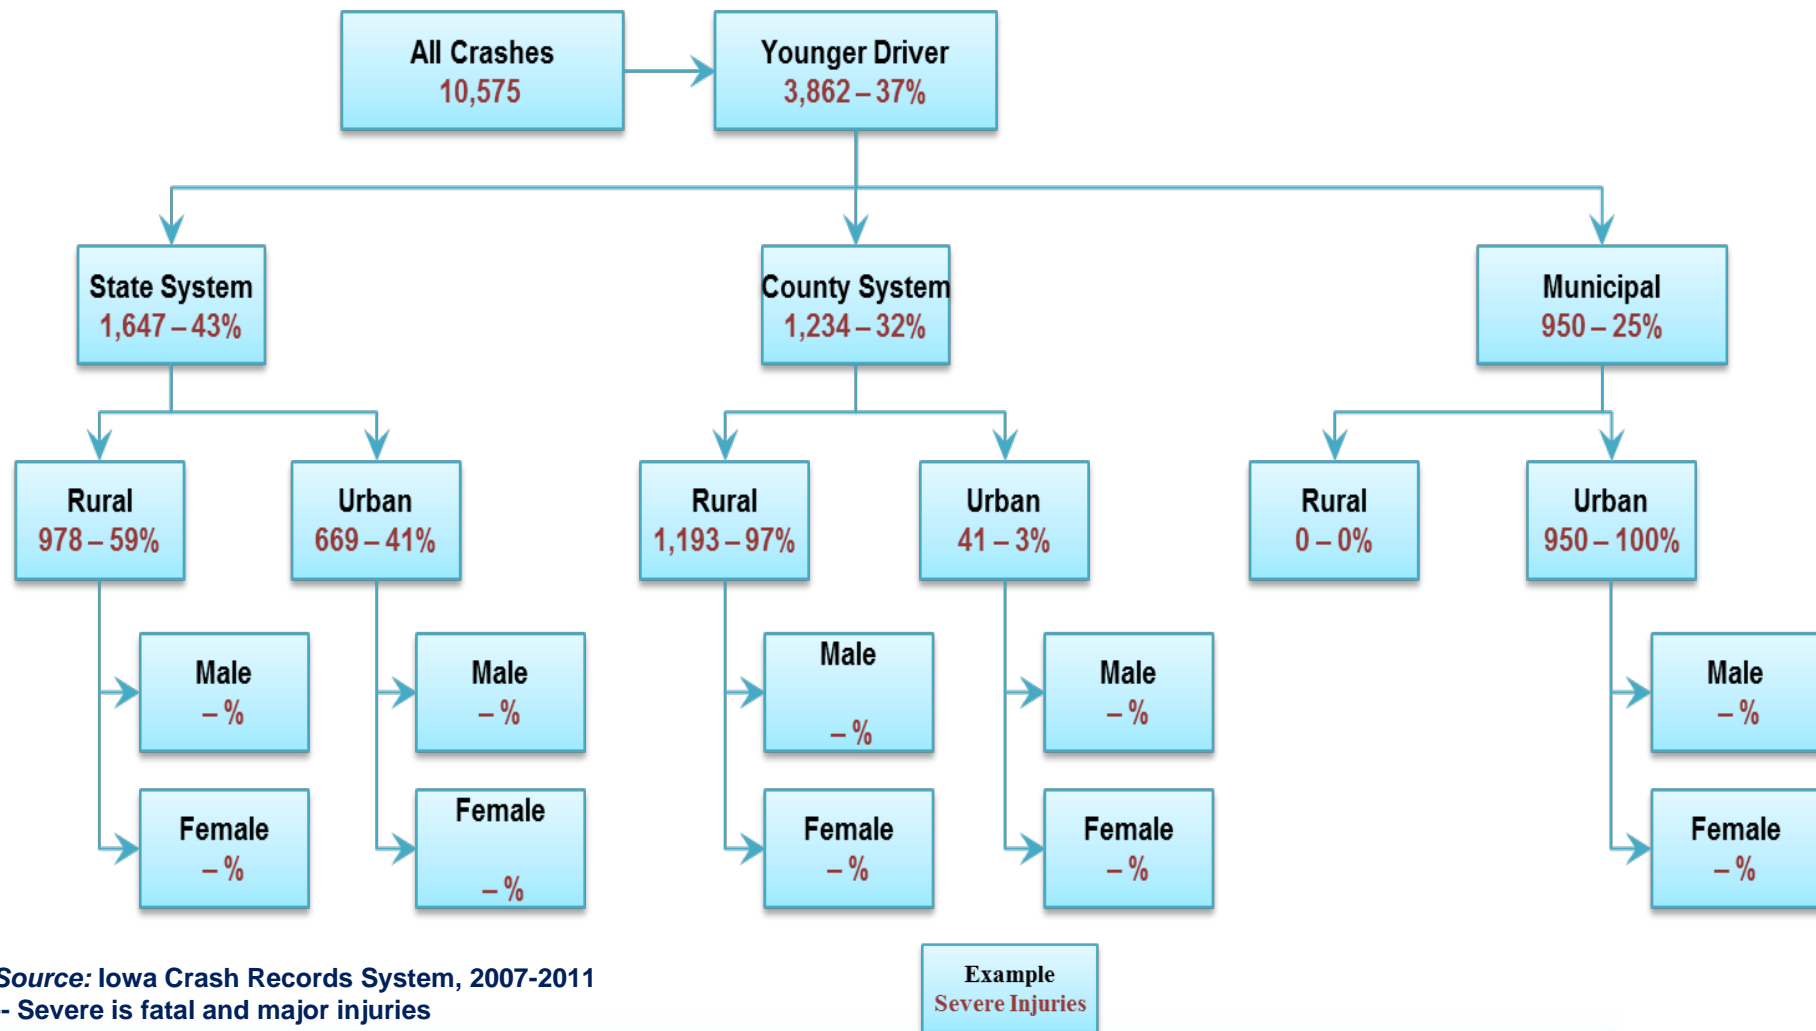 All Crashes
10,575
Younger Driver
3,862 – 37%
State System
1,647 – 43%
County System
1,234 – 32%
Municipal
950 – 25%
Rural
978 – 59%
Urban
669 – 41%
Rural
1,193 – 97%
Urban
41 – 3%
Rural
0 – 0%
Urban
950 – 100%
Male
– %
Male
– %
Male
– %
Male
– %
Male
– %
Female
– %
Female
– %
Female
– %
Female
– %
Female
– %
Source: Iowa Crash Records System, 2007-2011
- Severe is fatal and major injuries
Example
Severe Injuries